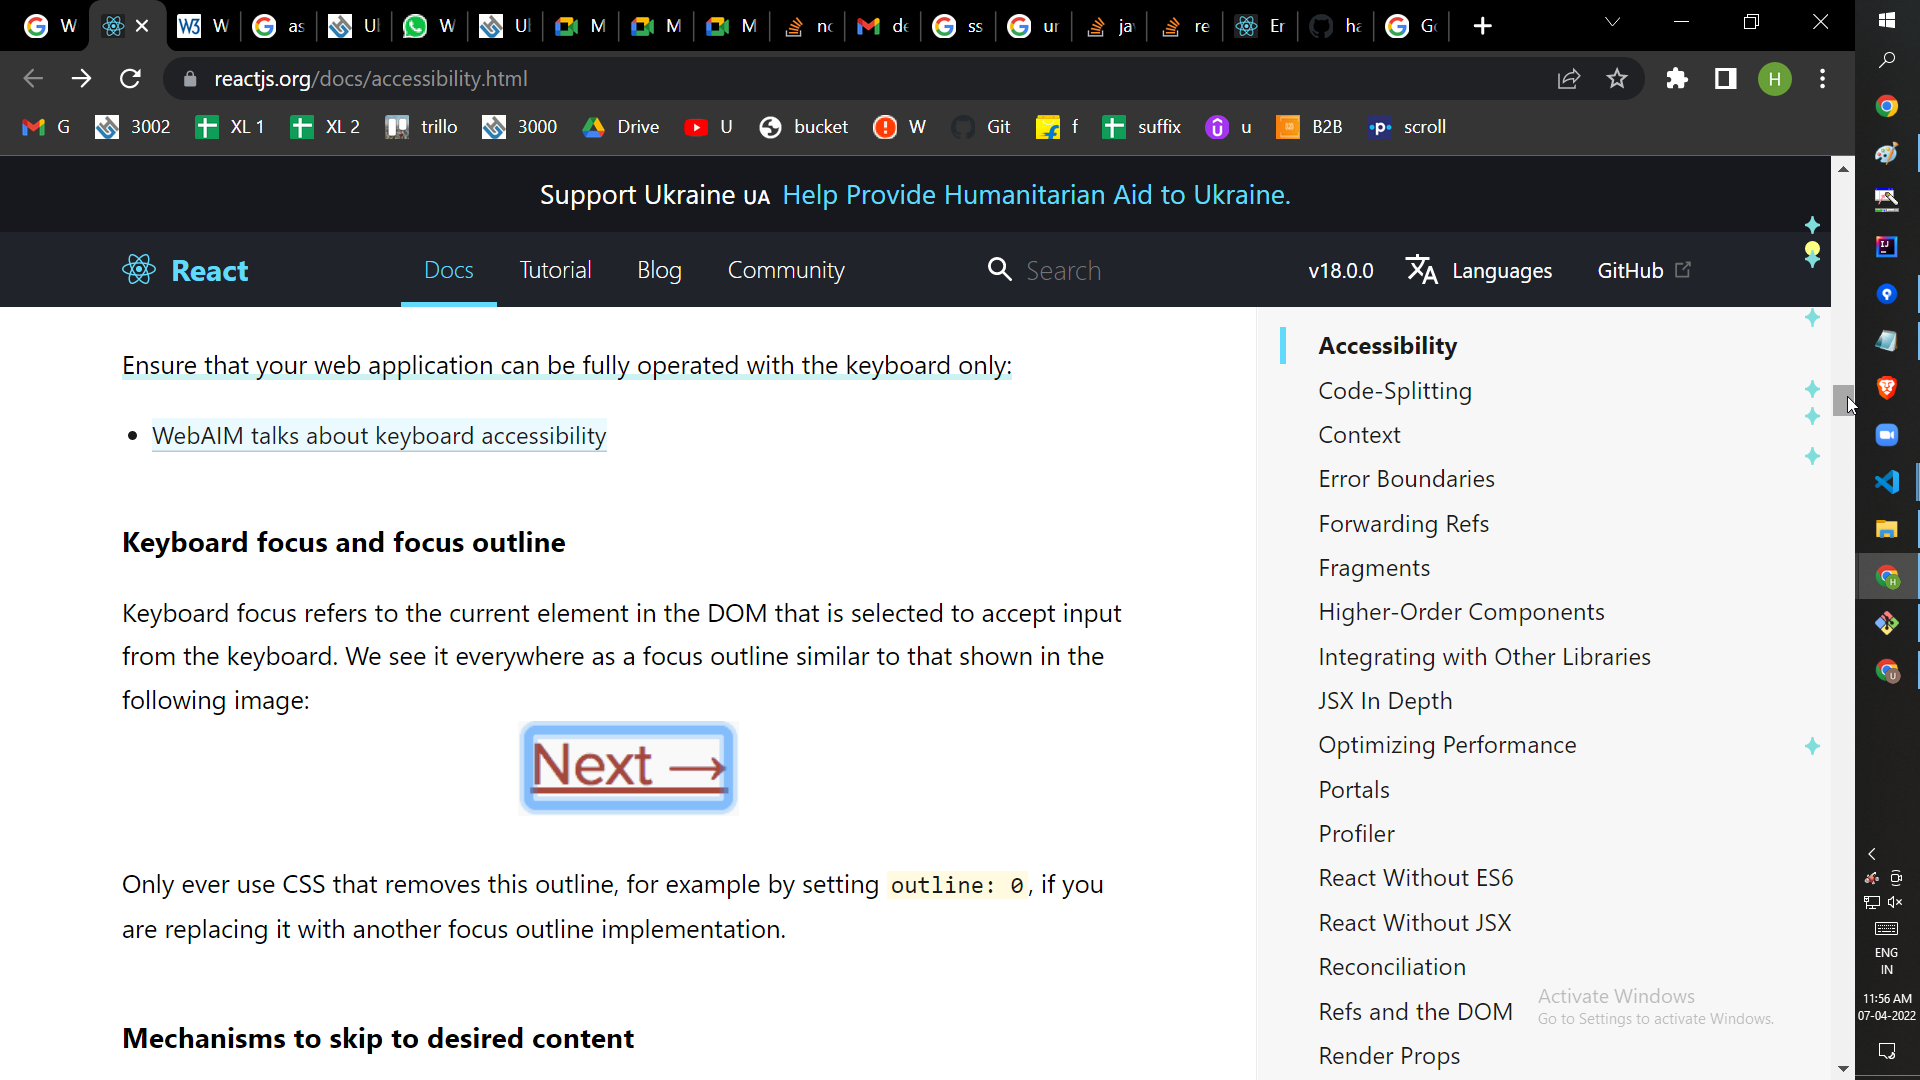 W
W
as
Ul
W
Ul
M
M
M
nc
de
ss
ur
ja
re
Er
ha
Ge
reactjs.org/docs/accessibility.html
H
G
3002
XL 1
XL 2
trillo
3000
Drive
U
bucket
W
Git
f
suffix
u
B2B
scroll
Support Ukraine UA Help Provide Humanitarian Aid to Ukraine.
React
Docs
Tutorial
Blog
Community
Search
v18.0.0
Languages
GitHub
Ensure that your web application can be fully operated with the keyboard only:
WebAIM talks about keyboard accessibility
Keyboard focus and focus outline
Keyboard focus refers to the current element in the DOM that is selected to accept input
from the keyboard. We see it everywhere as a focus outline similar to that shown in the
following image:
Next →
Only ever use CSS that removes this outline, for example by setting outline: 0, if you
are replacing it with another focus outline implementation.
Mechanisms to skip to desired content
Accessibility
Code-Splitting
Context
Error Boundaries
Forwarding Refs
Fragments
Higher-Order Components
Integrating with Other Libraries
JSX In Depth
Optimizing Performance
Portals
Profiler
React Without ES6
React Without JSX
Reconciliation
Refs and the DOM
Render Props
Activate Windows
Go to Settings to activate Windows.
ENG
IN
11:56 AM
07-04-2022